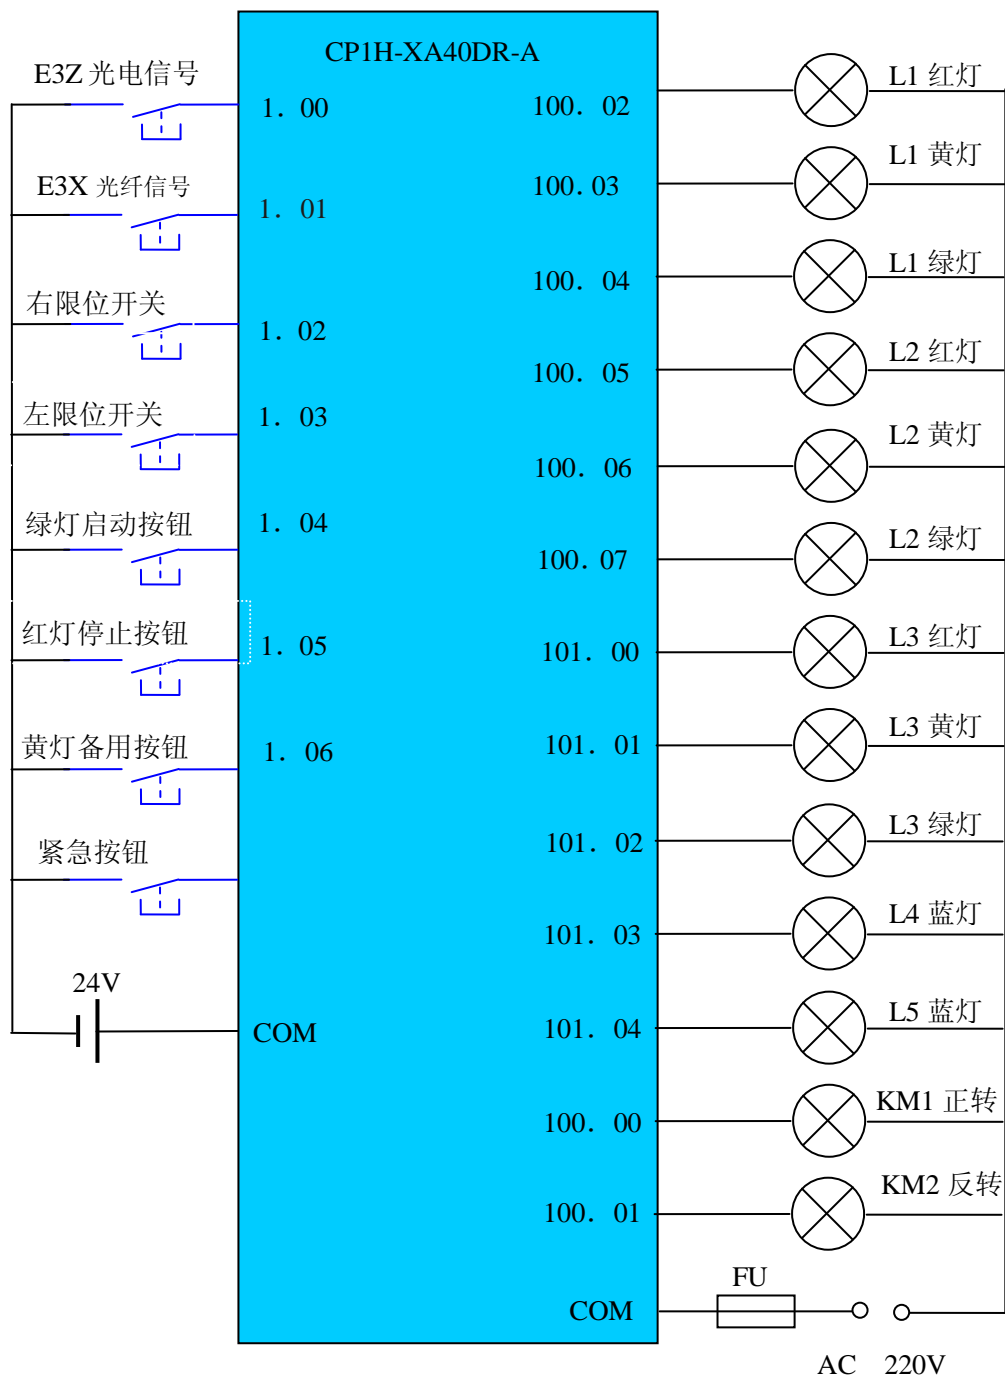 CP1H-XA40DR-A
E3Z 光电信号
1. 00
E3X 光纤信号
1. 01
右限位开关
1. 02
左限位开关
1. 03
绿灯启动按钮
1. 04
红灯停止按钮
1. 05
黄灯备用按钮
1. 06
紧急按钮
24V
COM
100. 02
L1 红灯
100. 03
L1 黄灯
100. 04
L1 绿灯
100. 05
L2 红灯
100. 06
L2 黄灯
100. 07
L2 绿灯
101. 00
L3 红灯
101. 01
L3 黄灯
101. 02
L3 绿灯
101. 03
L4 蓝灯
101. 04
L5 蓝灯
100. 00
KM1 正转
100. 01
KM2 反转
COM
FU
AC 220V